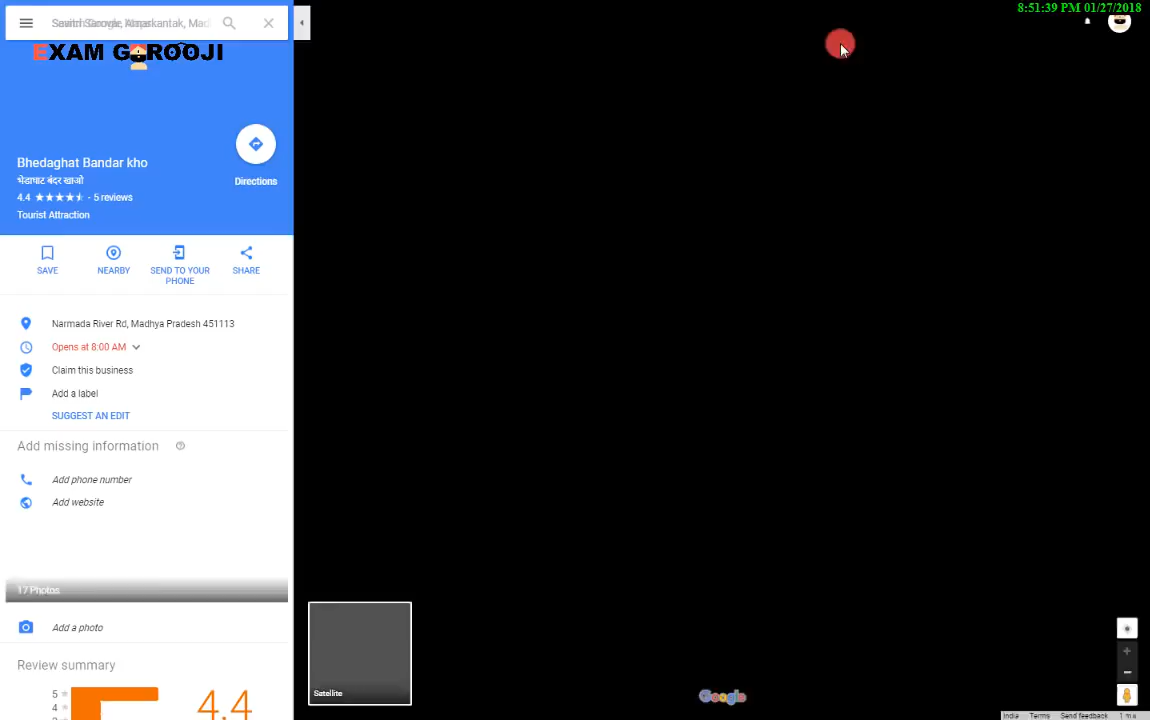 8:51:39 PM 01/27/2018
EXAM GUROOJI
Bhedaghat Bandar kho
भेडाघाट बंदर खाओ
4.4 ★★★★★ · 5 reviews
Tourist Attraction
Directions
SAVE
NEARBY
SEND TO YOUR PHONE
SHARE
Narmada River Rd, Madhya Pradesh 451113
Opens at 8:00 AM
Claim this business
Add a label
SUGGEST AN EDIT
Add missing information
Add phone number
Add website
17 Photos
Add a photo
Review summary
5
4
4.4
Satellite
Google
India Terms Send feedback